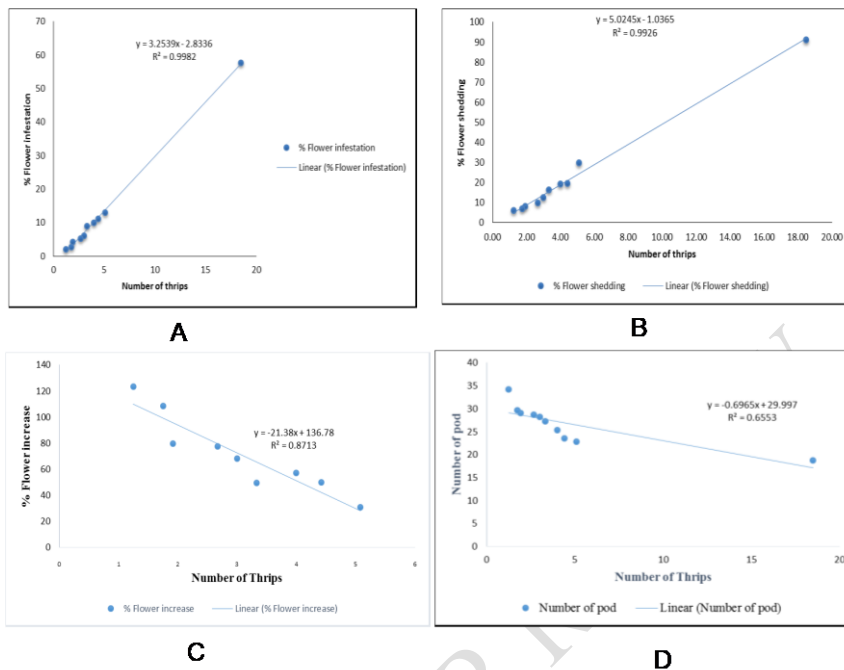 70
60
50
40
30
20
10
0
% Flower infestation
y = 3.2539x - 2.8336
R² = 0.9982
% Flower infestation
Linear (% Flower infestation)
0 5 10 15 20
Number of thrips
A
100
90
80
70
60
50
40
30
20
10
0
% Flower shedding
y = 5.0245x - 1.0365
R² = 0.9926
0.00 2.00 4.00 6.00 8.00 10.00 12.00 14.00 16.00 18.00 20.00
Number of thrips
% Flower shedding Linear (% Flower shedding)
B
140
120
100
80
60
40
20
0
% Flower increase
y = -21.38x + 136.78
R² = 0.8713
0 1 2 3 4 5 6
Number of Thrips
% Flower increase Linear (% Flower increase)
C
40
35
30
25
20
15
10
5
0
Number of pod
y = -0.6965x + 29.997
R² = 0.6553
0 5 10 15 20
Number of Thrips
Number of pod Linear (Number of pod)
D